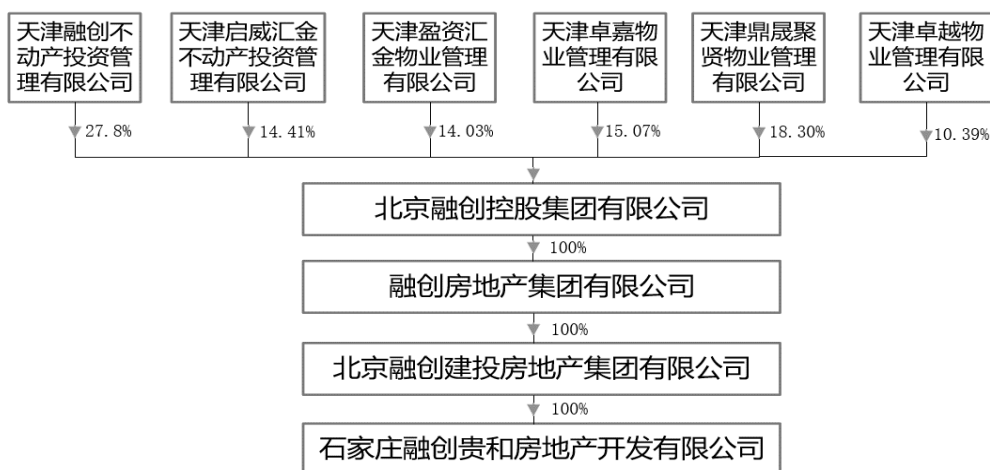 天津融创不
动产投资管
理有限公司
天津启威汇金
不动产投资管
理有限公司
天津盈资汇
金物业管理
有限公司
天津卓嘉物
业管理有限
公司
天津鼎晟聚
贤物业管理
有限公司
天津卓越物
业管理有限
公司
27.8%
14.41%
14.03%
15.07%
18.30%
10.39%
北京融创控股集团有限公司
100%
融创房地产集团有限公司
100%
北京融创建投房地产集团有限公司
100%
石家庄融创贵和房地产开发有限公司